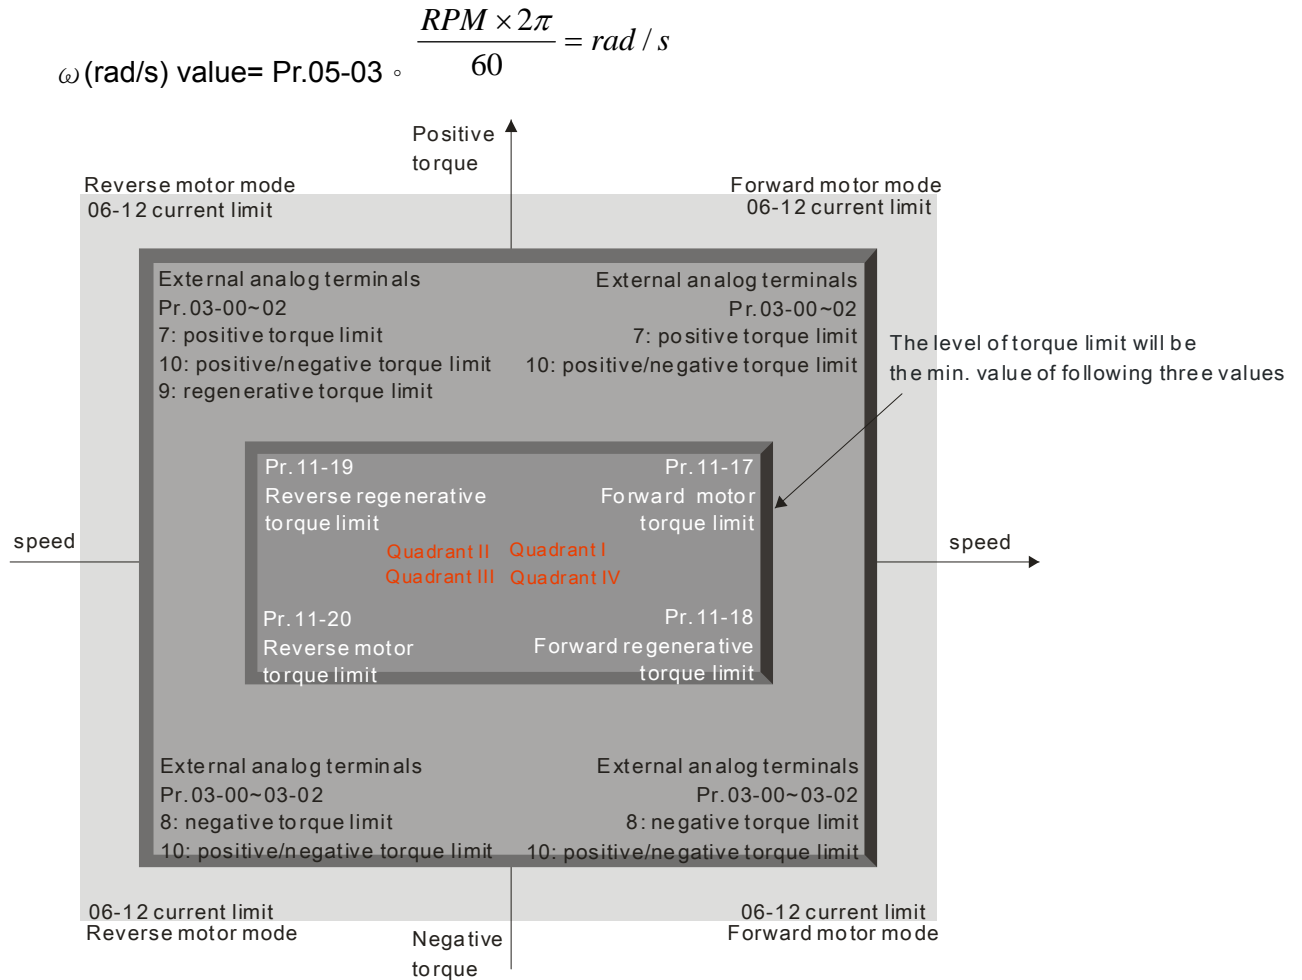 RPM × 2π
ω(rad/s) value= Pr.05-03 。 60 = rad / s
Positive
torque
Reverse motor mode
06-12 current limit
Forward motor mode
06-12 current limit
External analog terminals
Pr.03-00~02
7: positive torque limit
10: positive/negative torque limit
9: regenerative torque limit
External analog terminals
Pr.03-00~02
7: positive torque limit
10: positive/negative torque limit
The level of torque limit will be
the min. value of following three values
Pr.11-19
Reverse regenerative
torque limit
Pr.11-17
Forward motor
torque limit
speed
Quadrant II Quadrant I
Quadrant III Quadrant IV
speed
Pr.11-20
Reverse motor
torque limit
Pr.11-18
Forward regenerative
torque limit
External analog terminals
Pr.03-00~03-02
8: negative torque limit
10: positive/negative torque limit
External analog terminals
Pr.03-00~03-02
8: negative torque limit
10: positive/negative torque limit
06-12 current limit
Reverse motor mode
06-12 current limit
Forward motor mode
Negative
torque